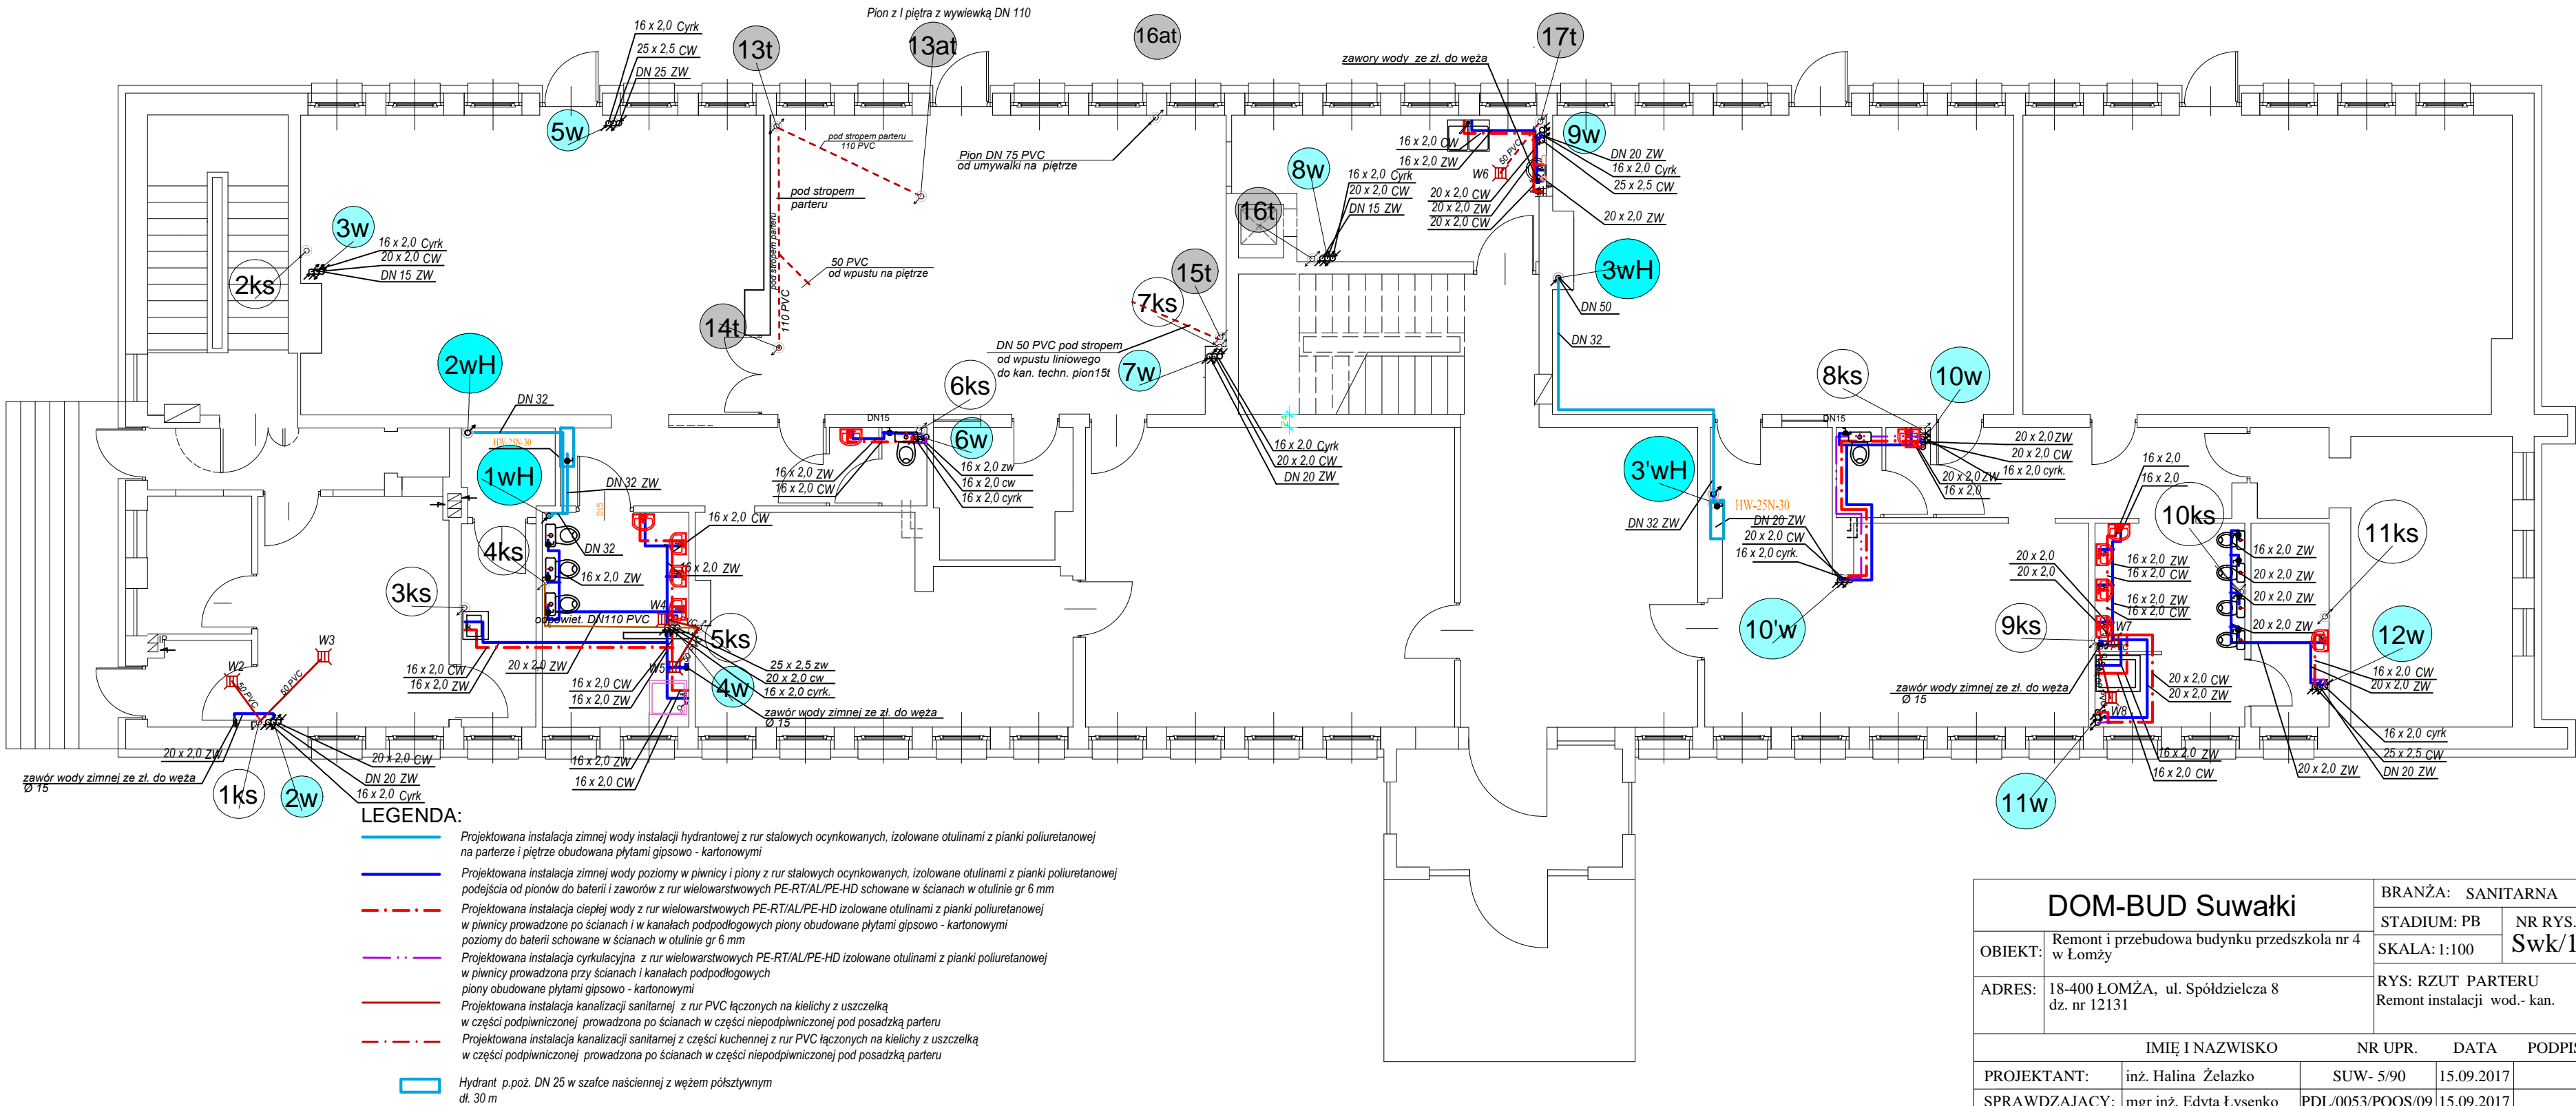 Pion z I piętra z wywiewką DN 110
16 x 2,0 Cyrk
25 x 2,5 CW
DN 25 ZW
13t
13at
16at
17t
zawory wody ze zł. do węża
5w
pod stropem parteru
110 PVC
Pion DN 75 PVC
od umywalki na piętrze
16 x 2,0 CW
16 x 2,0 ZW
50 PVC
W6
9w
DN 20 ZW
16 x 2,0 Cyrk
25 x 2,5 CW
20 x 2,0 CW
20 x 2,0 ZW
20 x 2,0 CW
20 x 2,0 ZW
8w
16 x 2,0 Cyrk
20 x 2,0 CW
DN 15 ZW
16t
pod stropem
parteru
pod stropem parteru
110 PVC
50 PVC
od wpustu na piętrze
3w
16 x 2,0 Cyrk
20 x 2,0 CW
DN 15 ZW
2ks
14t
15t
7ks
3wH
DN 50
DN 32
DN 50 PVC pod stropem
od wpustu liniowego
do kan. techn. pion15t
7w
2wH
DN 32
6ks
DN15
6w
8ks
10w
DN15
24
HW-25N-30
1wH
DN 32 ZW
D15
16 x 2,0 ZW
16 x 2,0 CW
16 x 2,0 zw
16 x 2,0 cw
16 x 2,0 cyrk
16 x 2,0 Cyrk
20 x 2,0 CW
DN 20 ZW
3'wH
HW-25N-30
DN 32 ZW
DN 20 ZW
20 x 2,0 CW
16 x 2,0 cyrk.
20 x 2,0 ZW
20 x 2,0 CW
16 x 2,0 cyrk.
20 x 2,0 ZW
16 x 2,0
16 x 2,0
16 x 2,0
10ks
11ks
4ks
DN 32
16 x 2,0 CW
16 x 2,0 ZW
16 x 2,0 ZW
3ks
W4
odpowiet. DN110 PVC
5ks
W5
4w
25 x 2,5 zw
20 x 2,0 cw
16 x 2,0 cyrk.
zawór wody zimnej ze zł. do węża
Ø 15
16 x 2,0 CW
16 x 2,0 ZW
20 x 2,0 ZW
16 x 2,0 CW
16 x 2,0 ZW
16 x 2,0 ZW
16 x 2,0 CW
W2
W3
50 PVC
50 PVC
20 x 2,0 ZW
zawór wody zimnej ze zł. do węża
Ø 15
1ks
2w
20 x 2,0 CW
DN 20 ZW
16 x 2,0 Cyrk
10'w
20 x 2,0
20 x 2,0
16 x 2,0 ZW
16 x 2,0 CW
16 x 2,0 ZW
16 x 2,0 CW
W7
9ks
W8
16 x 2,0 ZW
20 x 2,0 ZW
20 x 2,0 ZW
20 x 2,0 ZW
12w
16 x 2,0 CW
20 x 2,0 ZW
20 x 2,0 CW
20 x 2,0 ZW
zawór wody zimnej ze zł. do węża
Ø 15
16 x 2,0 ZW
16 x 2,0 CW
20 x 2,0 ZW
16 x 2,0 cyrk
25 x 2,5 CW
DN 20 ZW
11w
LEGENDA:
Projektowana instalacja zimnej wody instalacji hydrantowej z rur stalowych ocynkowanych, izolowane otulinami z pianki poliuretanowej
na parterze i piętrze obudowana płytami gipsowo - kartonowymi
Projektowana instalacja zimnej wody poziomy w piwnicy i piony z rur stalowych ocynkowanych, izolowane otulinami z pianki poliuretanowej
podejścia od pionów do baterii i zaworów z rur wielowarstwowych PE-RT/AL/PE-HD schowane w ścianach w otulinie gr 6 mm
Projektowana instalacja ciepłej wody z rur wielowarstwowych PE-RT/AL/PE-HD izolowane otulinami z pianki poliuretanowej
w piwnicy prowadzone po ścianach i w kanałach podpodłogowych piony obudowane płytami gipsowo - kartonowymi
poziomy do baterii schowane w ścianach w otulinie gr 6 mm
Projektowana instalacja cyrkulacyjna z rur wielowarstwowych PE-RT/AL/PE-HD izolowane otulinami z pianki poliuretanowej
w piwnicy prowadzona przy ścianach i kanałach podpodłogowych
piony obudowane płytami gipsowo - kartonowymi
Projektowana instalacja kanalizacji sanitarnej z rur PVC łączonych na kielichy z uszczelką
w części podpiwniczonej prowadzona po ścianach w części niepodpiwniczonej pod posadzką parteru
Projektowana instalacja kanalizacji sanitarnej z części kuchennej z rur PVC łączonych na kielichy z uszczelką
w części podpiwniczonej prowadzona po ścianach w części niepodpiwniczonej pod posadzką parteru
Hydrant p.poż. DN 25 w szafce naściennej z wężem półsztywnym
dł. 30 m
DOM-BUD Suwałki
BRANŻA: SANITARNA
STADIUM: PB
NR RYS.
SKALA: 1:100
Swk/1
OBIEKT: Remont i przebudowa budynku przedszkola nr 4
w Łomży
ADRES: 18-400 ŁOMŻA, ul. Spółdzielcza 8
dz. nr 12131
RYS: RZUT PARTERU
Remont instalacji wod.- kan.
IMIĘ I NAZWISKO NR UPR. DATA PODPIS
PROJEKTANT: inż. Halina Żelazko SUW- 5/90 15.09.2017
SPRAWDZAJĄCY: mgr inż. Edyta Łysenko PDL/0053/POOS/09 15.09.2017